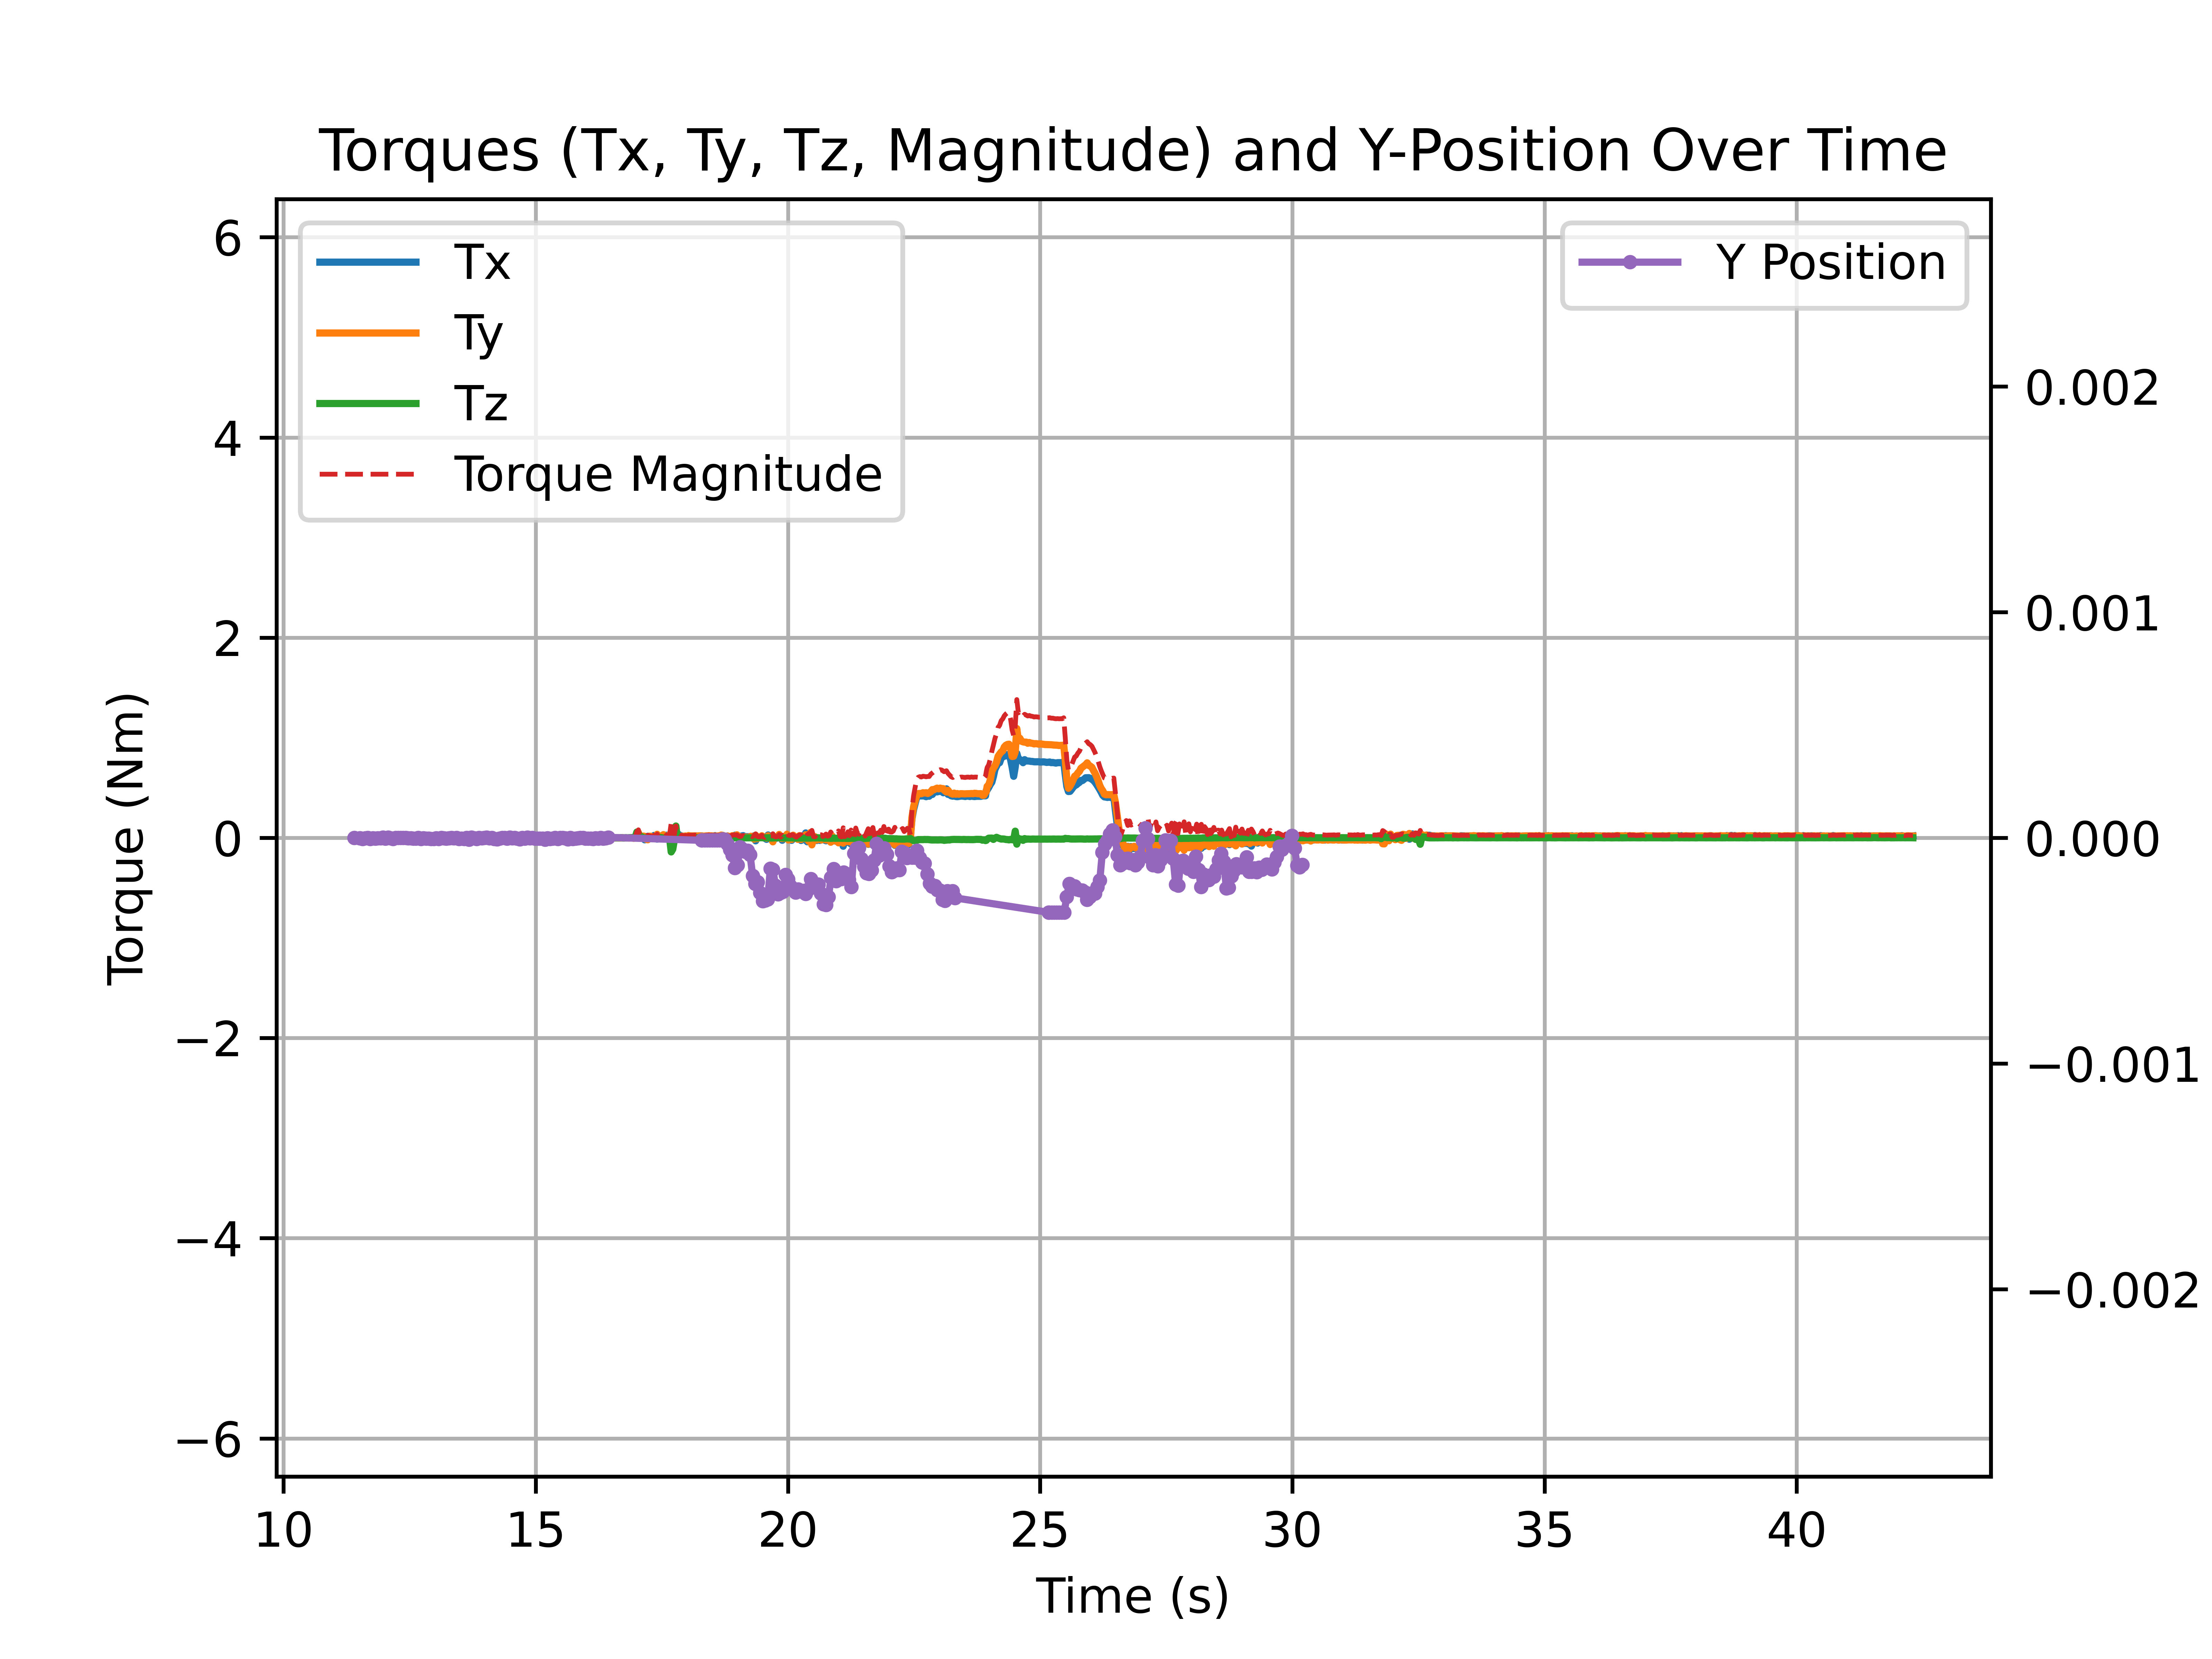 Torques (Tx, Ty, Tz, Magnitude) and Y-Position Over Time
Tx
Ty
Tz
Torque Magnitude
Y Position
6
4
2
0
−2
−4
−6
Torque (Nm)
0.002
0.001
0.000
−0.001
−0.002
10 15 20 25 30 35 40
Time (s)